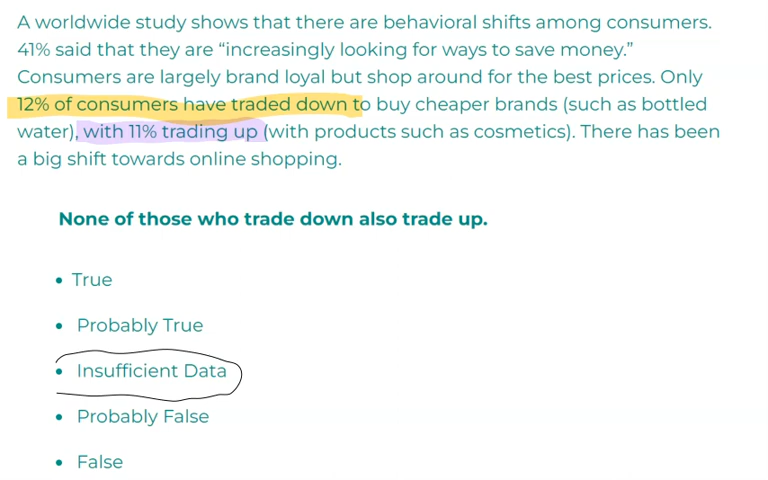 A worldwide study shows that there are behavioral shifts among consumers.
41% said that they are “increasingly looking for ways to save money.”
Consumers are largely brand loyal but shop around for the best prices. Only
12% of consumers have traded down to buy cheaper brands (such as bottled
water), with 11% trading up (with products such as cosmetics). There has been
a big shift towards online shopping.
None of those who trade down also trade up.
• True
• Probably True
• Insufficient Data
• Probably False
• False